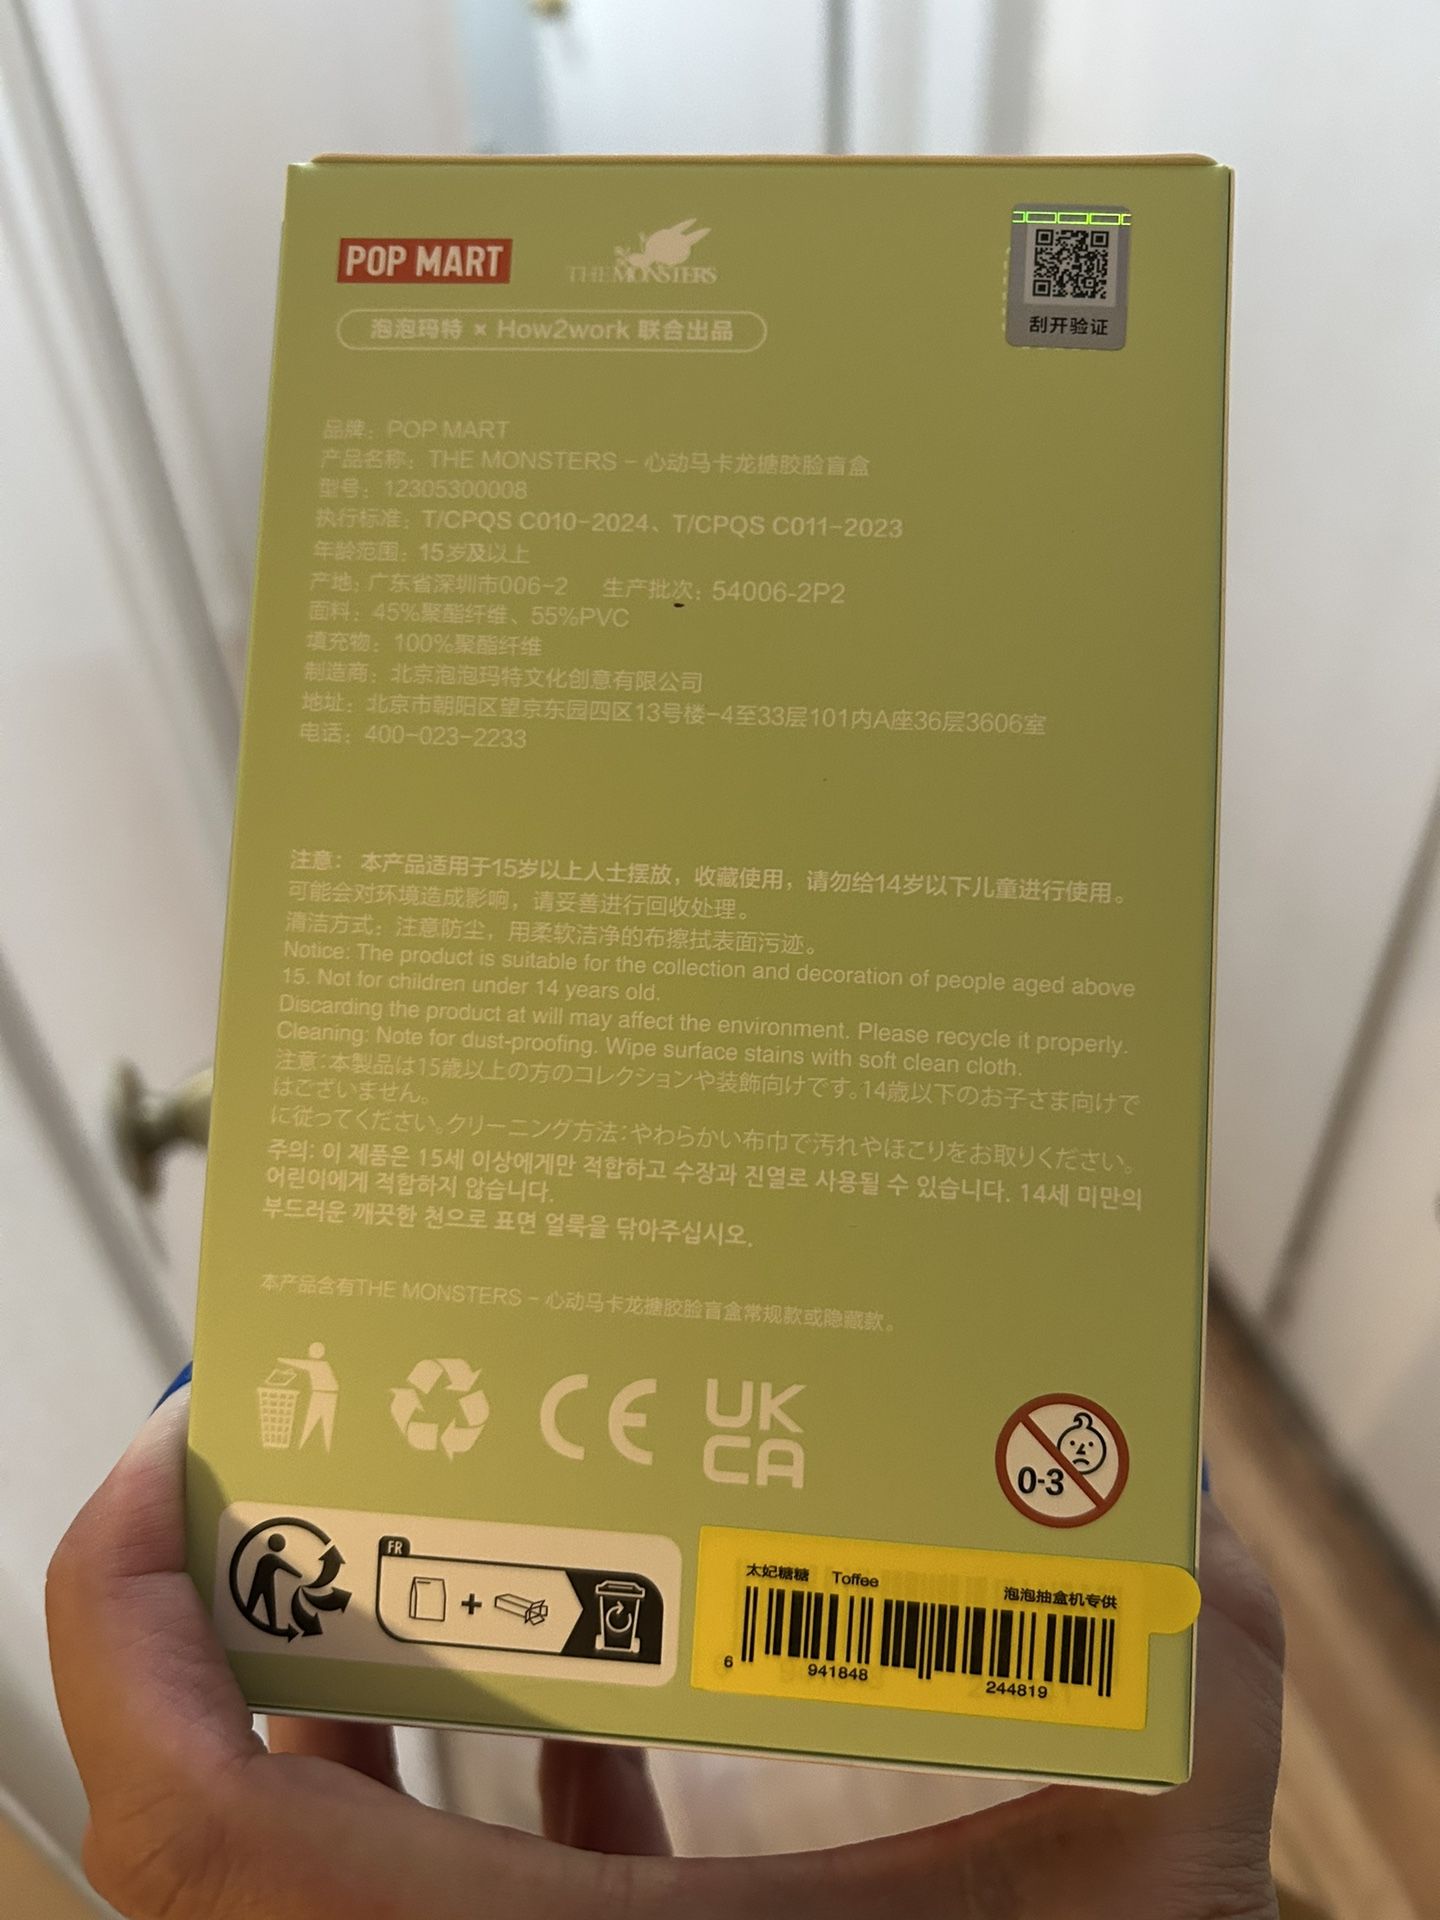 POP MART
THE MONSTERS
泡泡玛特 × How2work 联合出品
刮开验证
品牌：POP MART
产品名称：THE MONSTERS - 心动马卡龙搪胶脸盲盒
型号：12305300008
执行标准：T/CPQS C010-2024、T/CPQS C011-2023
年龄范围：15岁及以上
产地：广东省深圳市006-2 生产批次：54006-2P2
面料：45%聚酯纤维、55%PVC
填充物：100%聚酯纤维
制造商：北京泡泡玛特文化创意有限公司
地址：北京市朝阳区望京东园四区13号楼-4至33层101内A座36层3606室
电话：400-023-2233
注意： 本产品适用于15岁以上人士摆放，收藏使用，请勿给14岁以下儿童进行使用。
可能会对环境造成影响，请妥善进行回收处理。
清洁方式：注意防尘，用柔软洁净的布擦拭表面污迹。
Notice: The product is suitable for the collection and decoration of people aged above
15. Not for children under 14 years old.
Discarding the product at will may affect the environment. Please recycle it properly.
Cleaning: Note for dust-proofing. Wipe surface stains with soft clean cloth.
注意：本製品は15歳以上の方のコレクションや装飾向けです。14歳以下のお子さま向けで
はございません。
に従ってください。クリーニング方法：やわらかい布巾で汚れやほこりをお取りください。
주의: 이 제품은 15세 이상에게만 적합하고 수장과 진열로 사용될 수 있습니다. 14세 미만의
어린이에게 적합하지 않습니다.
부드러운 깨끗한 천으로 표면 얼룩을 닦아주십시오.
本产品含有THE MONSTERS - 心动马卡龙搪胶脸盲盒常规款或隐藏款。
CE
UK
CA
0-3
FR
太妃糖糖 Toffee 泡泡抽盒机专供
6 941848 244819